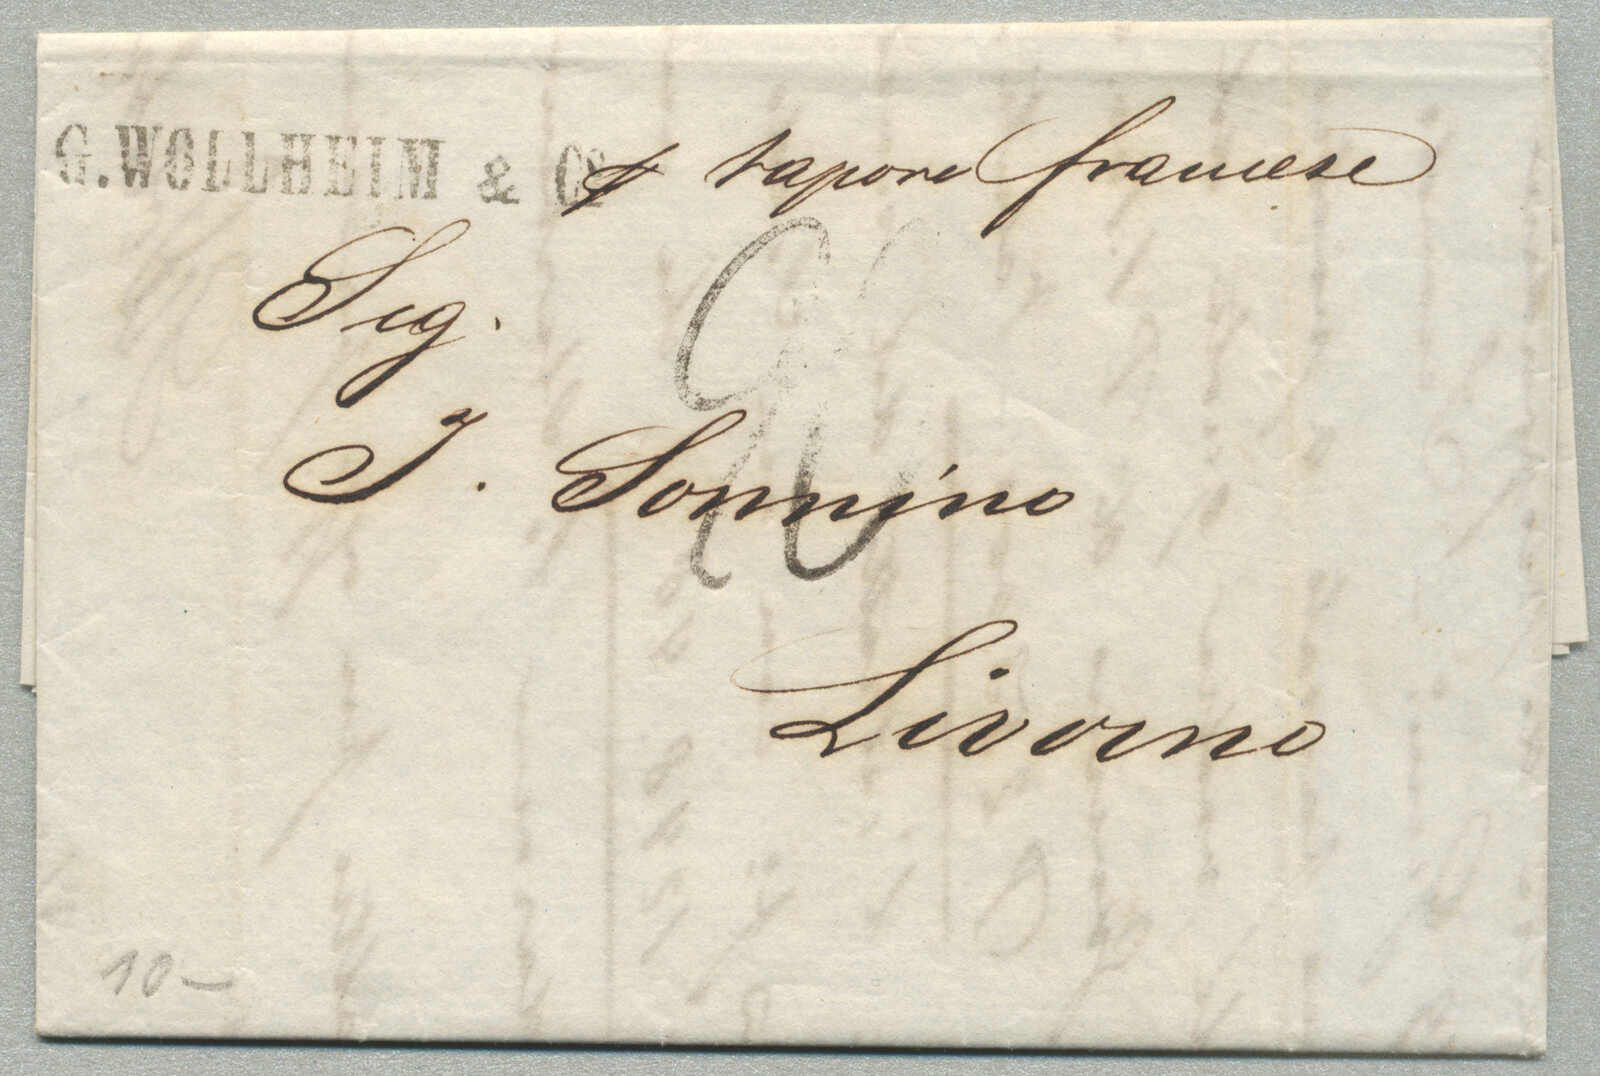 G. WOLLHEIM & Co
p vapore francese
Sig.
J. Sonnino
Livorno
10 –